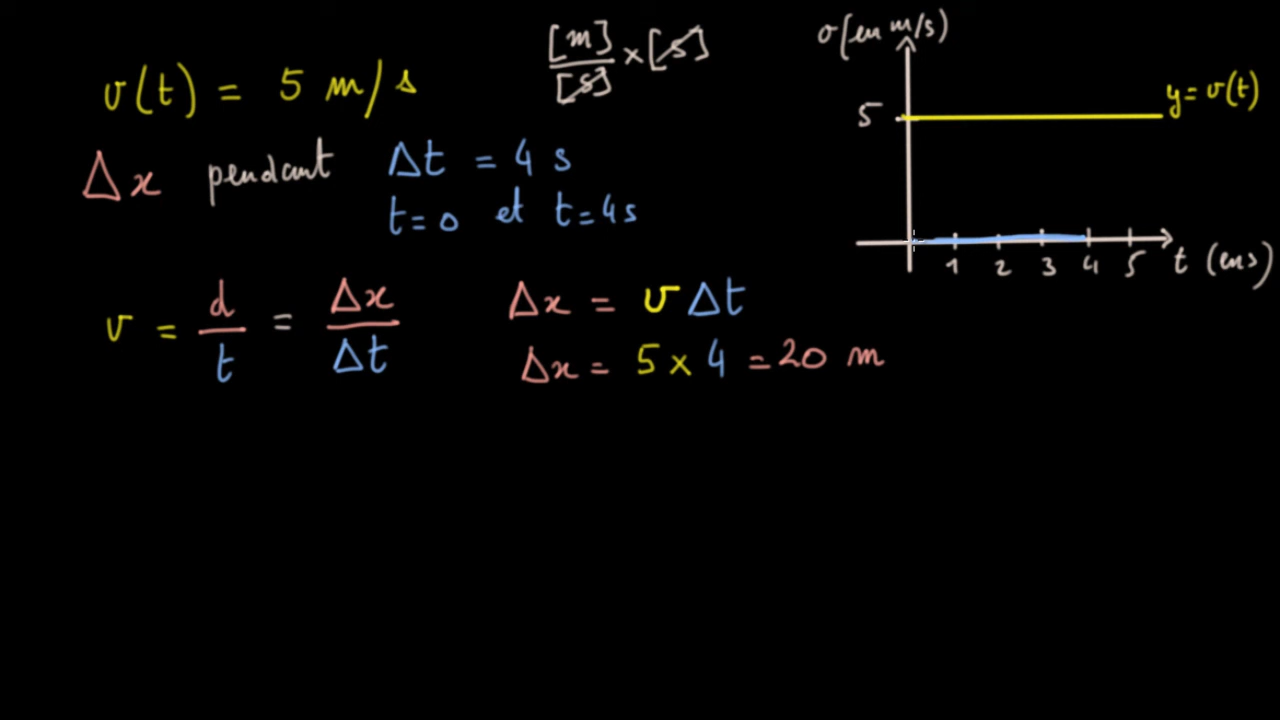 v(t) = 5 m/s
[m]/[s] × [s]
Δx pendant Δt = 4 s
t=0 et t=4s
v = d/t = Δx/Δt
Δx = v Δt
Δx = 5 × 4 = 20 m
v(en m/s)
5
y=v(t)
1 2 3 4 5 t (en s)